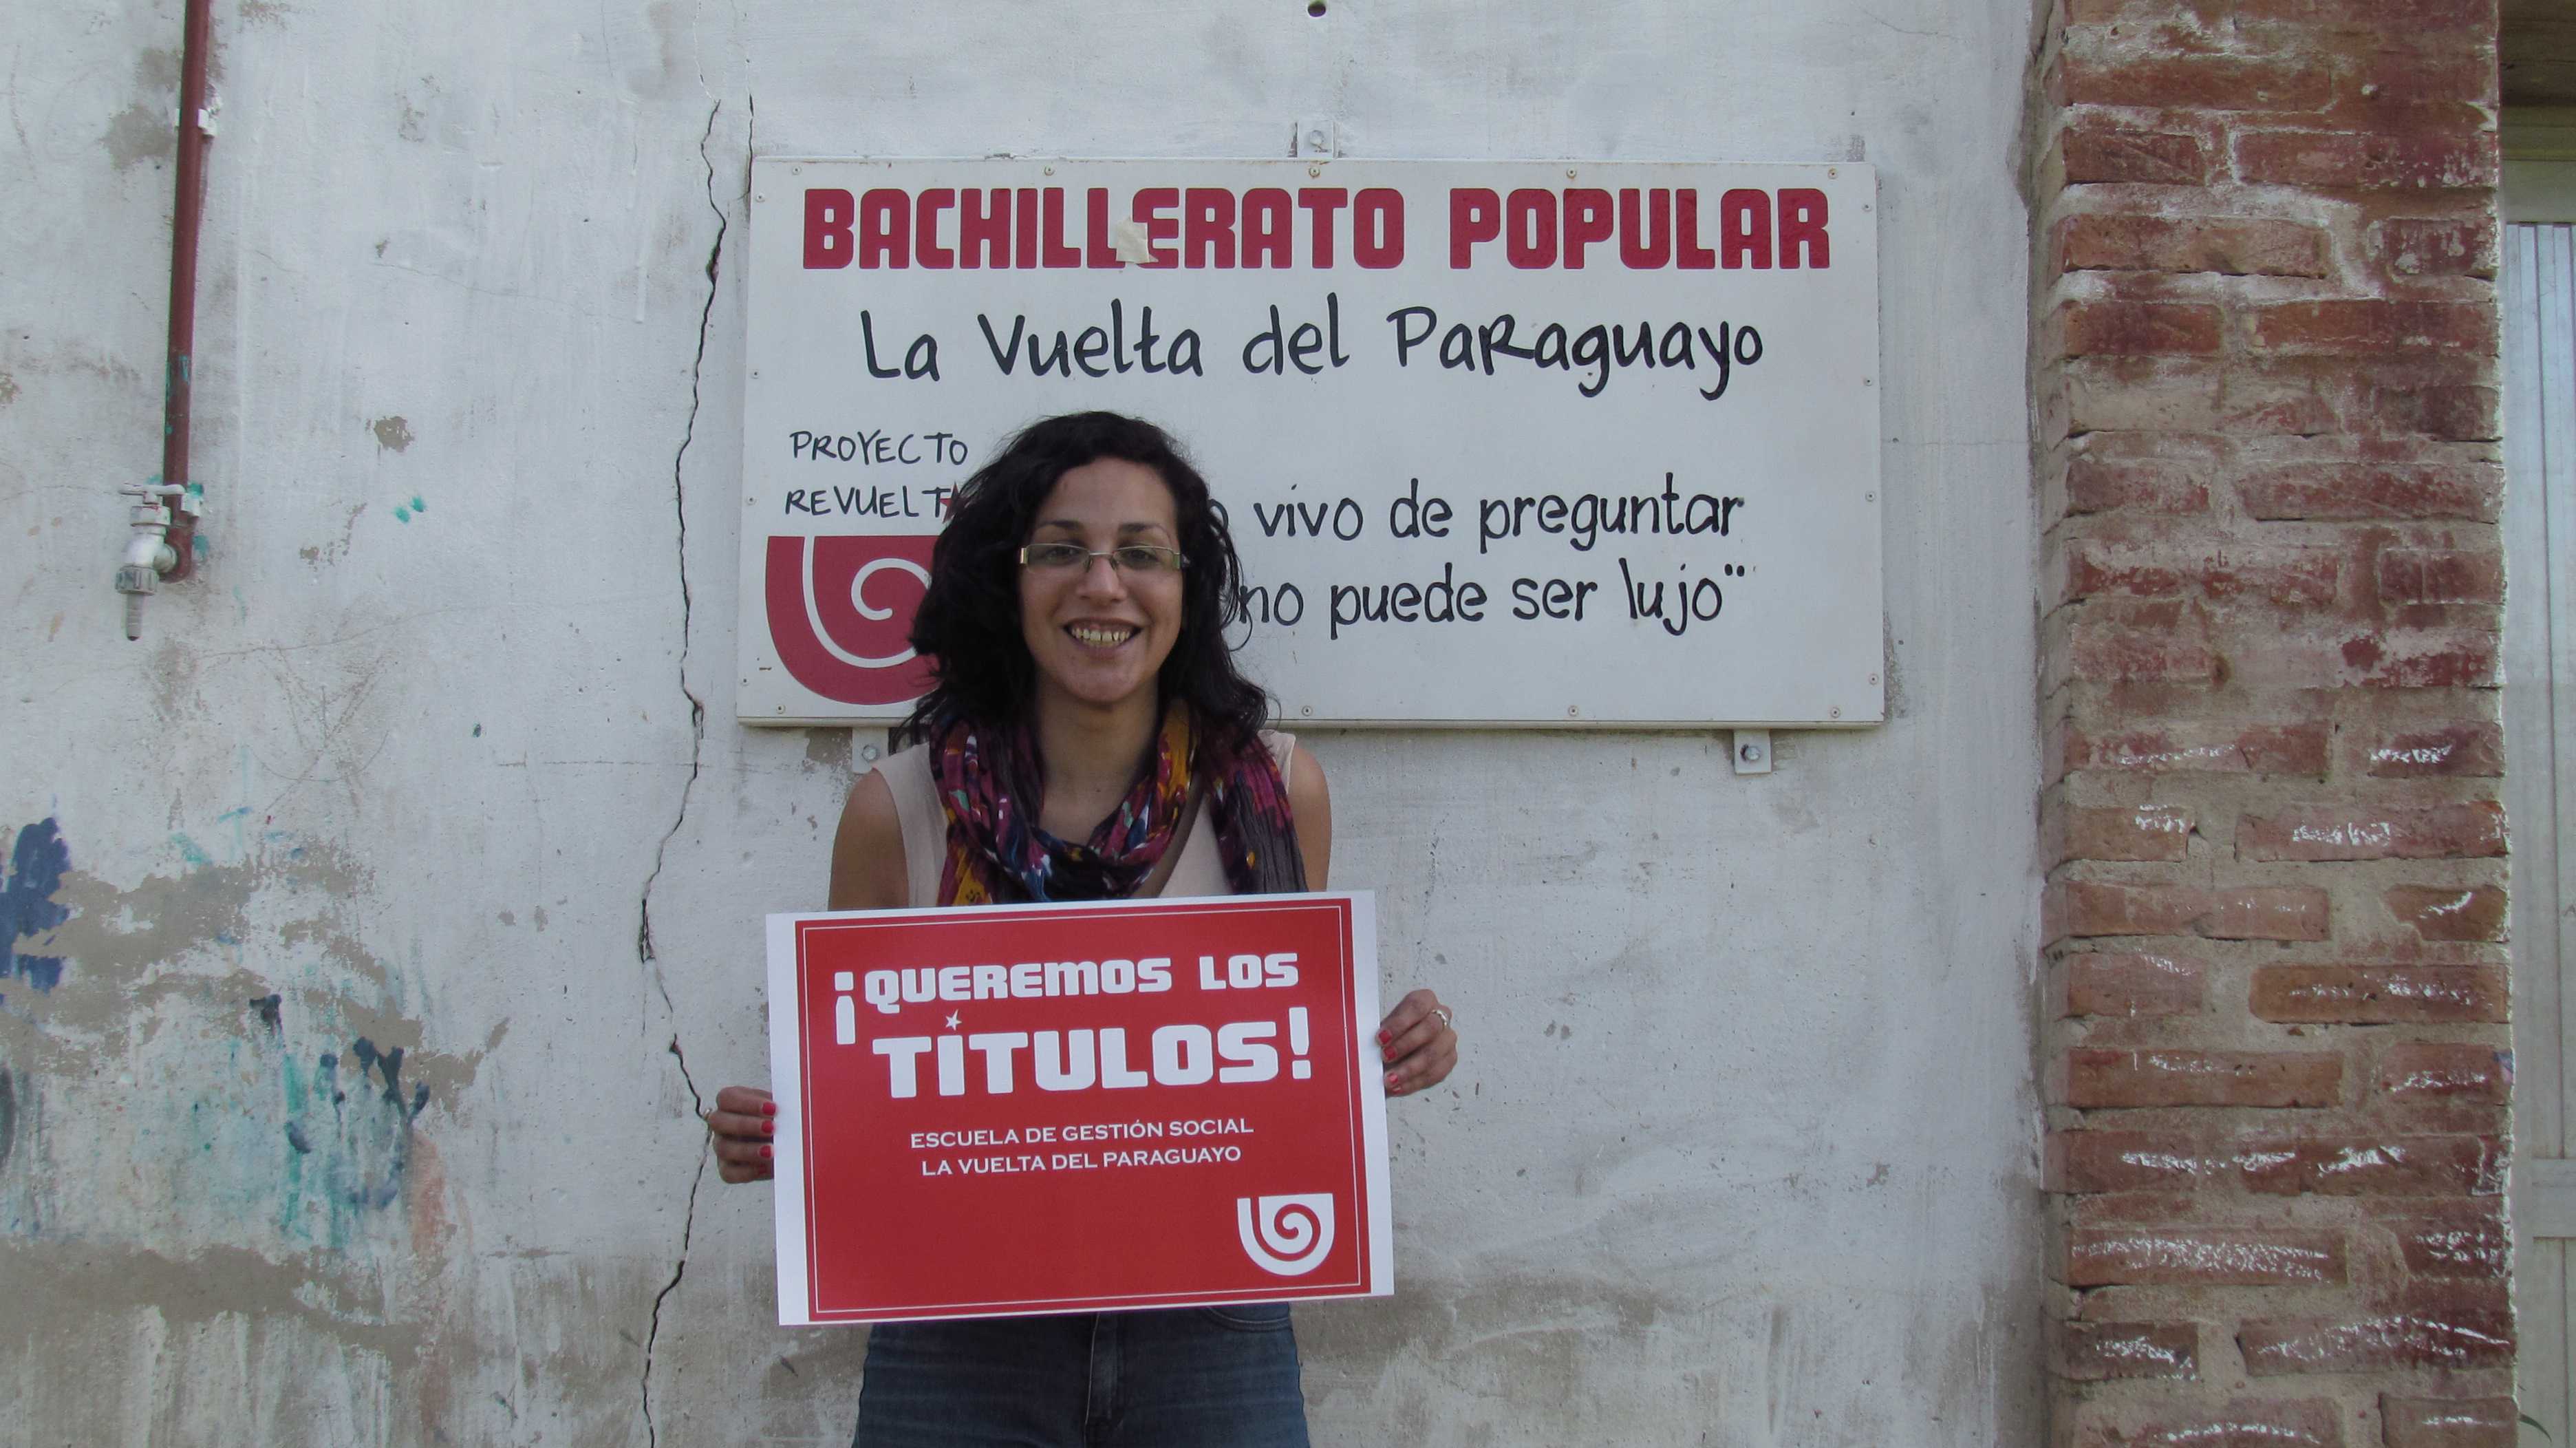 BACHILLERATO POPULAR
La Vuelta del Paraguayo
PROYECTO
REVUELTA
vivo de preguntar
no puede ser lujo"
¡QUEREMOS LOS
TÍTULOS!
ESCUELA DE GESTIÓN SOCIAL
LA VUELTA DEL PARAGUAYO